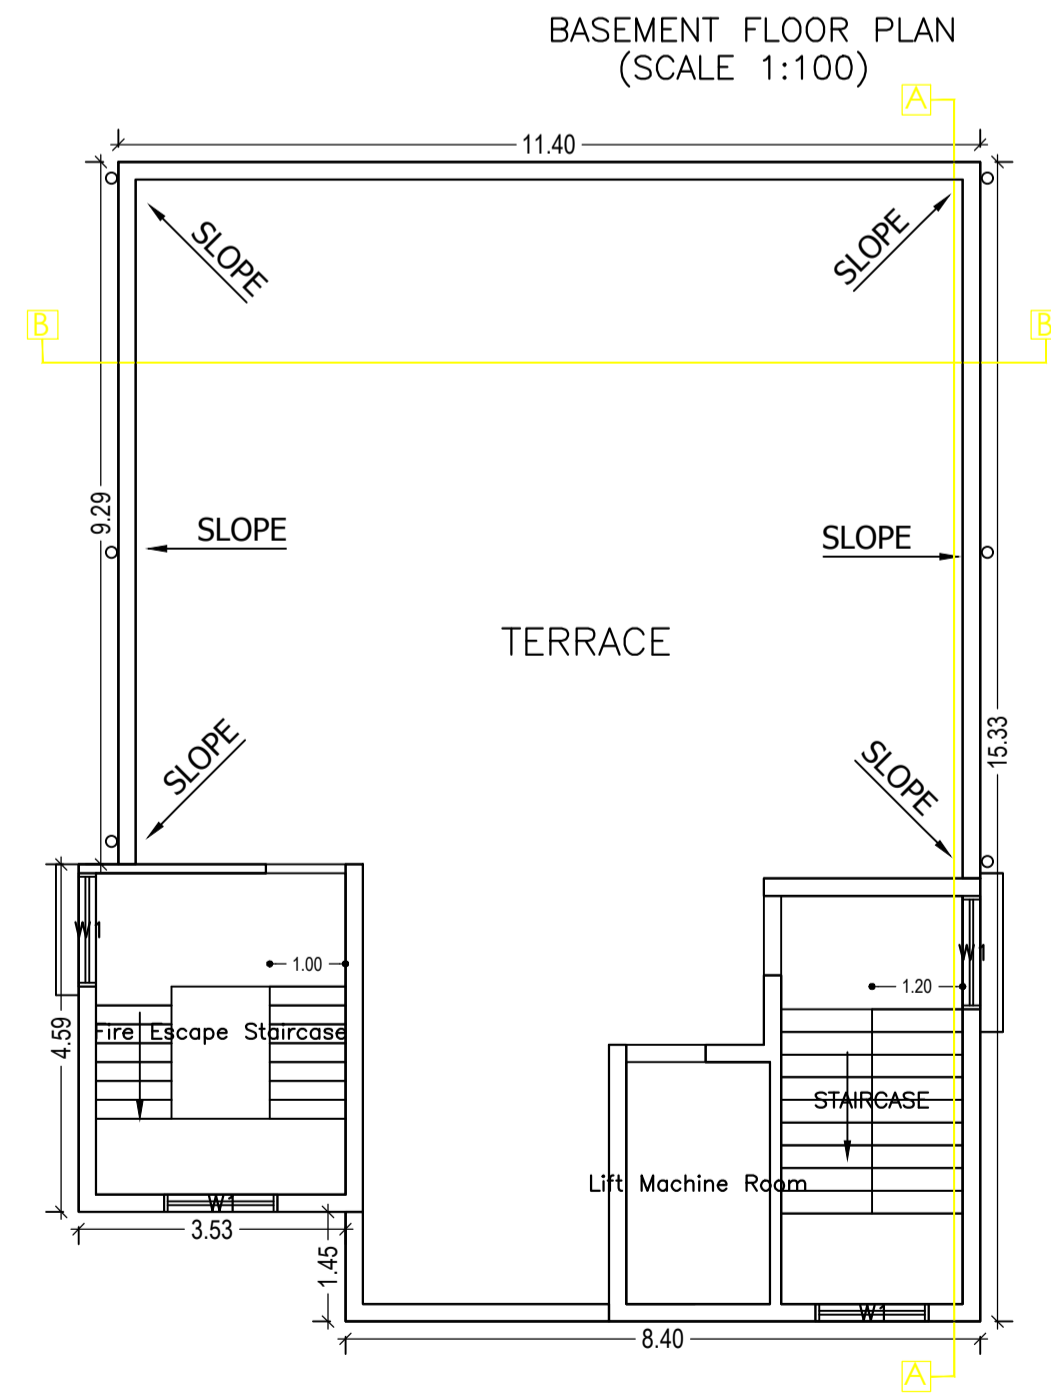 BASEMENT FLOOR PLAN
(SCALE 1:100)
A
11.40
SLOPE
SLOPE
B
B
9.29
SLOPE
SLOPE
TERRACE
15.33
SLOPE
SLOPE
W1
W1
1.00
1.20
4.59
Fire Escape Staircase
STAIRCASE
Lift Machine Room
W1
3.53
1.45
W1
8.40
A